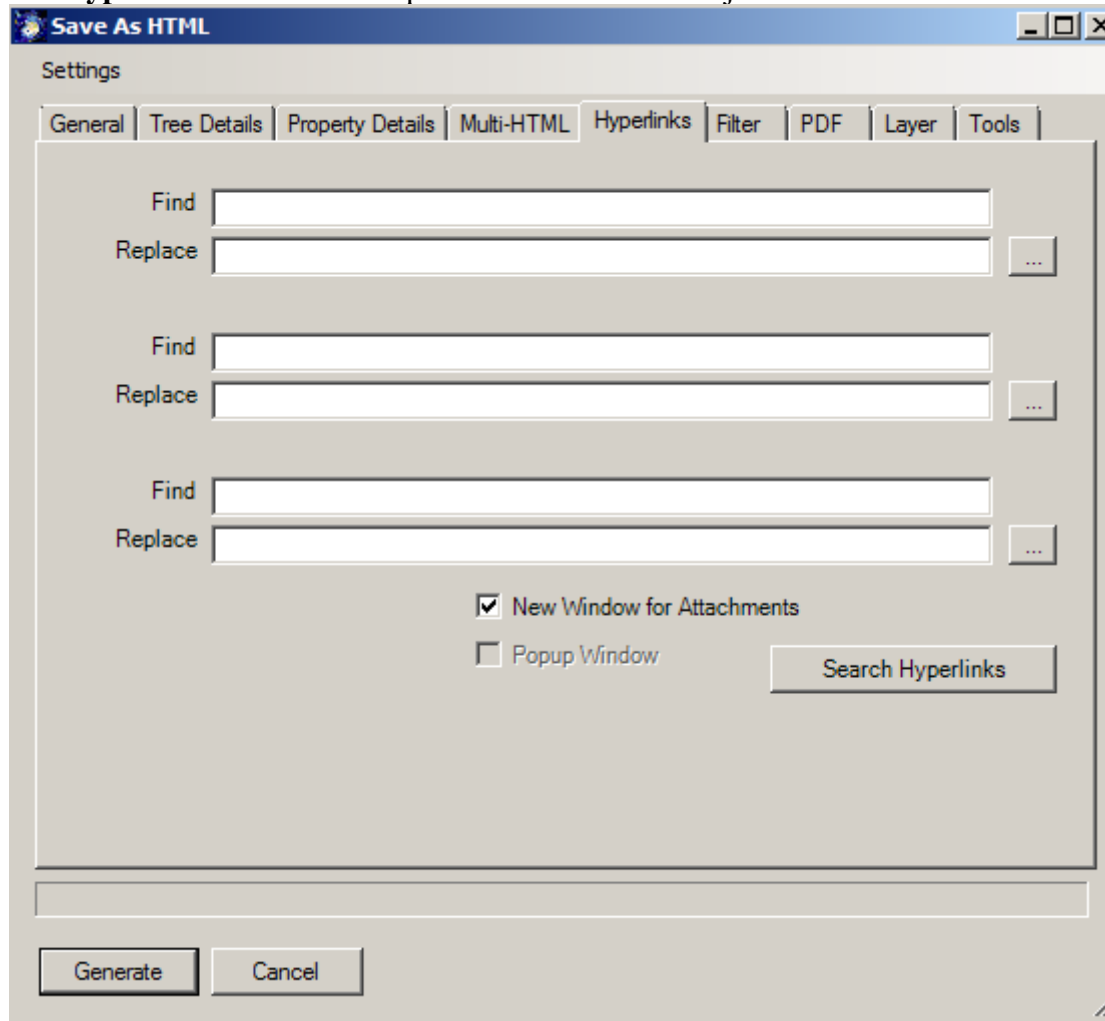 Save As HTML
Settings
General Tree Details Property Details Multi-HTML Hyperlinks Filter PDF Layer Tools
Find
Replace ...
Find
Replace ...
Find
Replace ...
New Window for Attachments
Popup Window
Search Hyperlinks
Generate Cancel